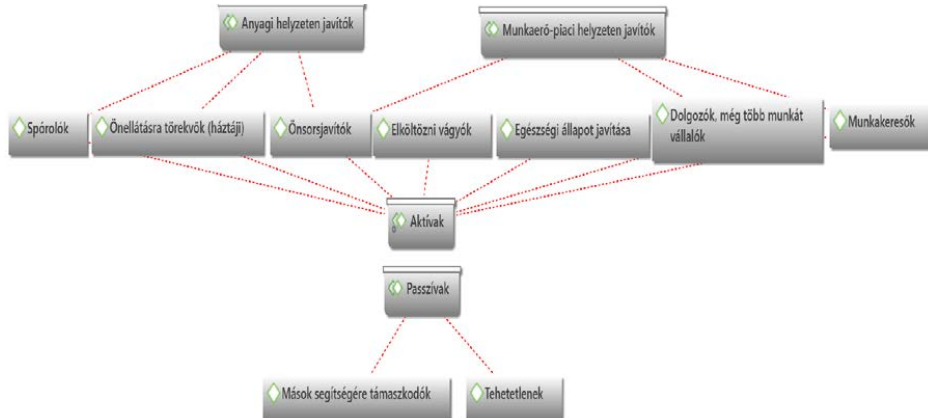 Anyagi helyzeten javítók
Munkaerő-piaci helyzeten javítók
Spórolók
Önellátásra törekvők (háztáji)
Önsorsjavítók
Elköltözni vágyók
Egészségi állapot javítása
Dolgozók, még több munkát
vállalók
Munkakeresők
Aktívak
Passzívak
Mások segítségére támaszkodók
Tehetetlenek